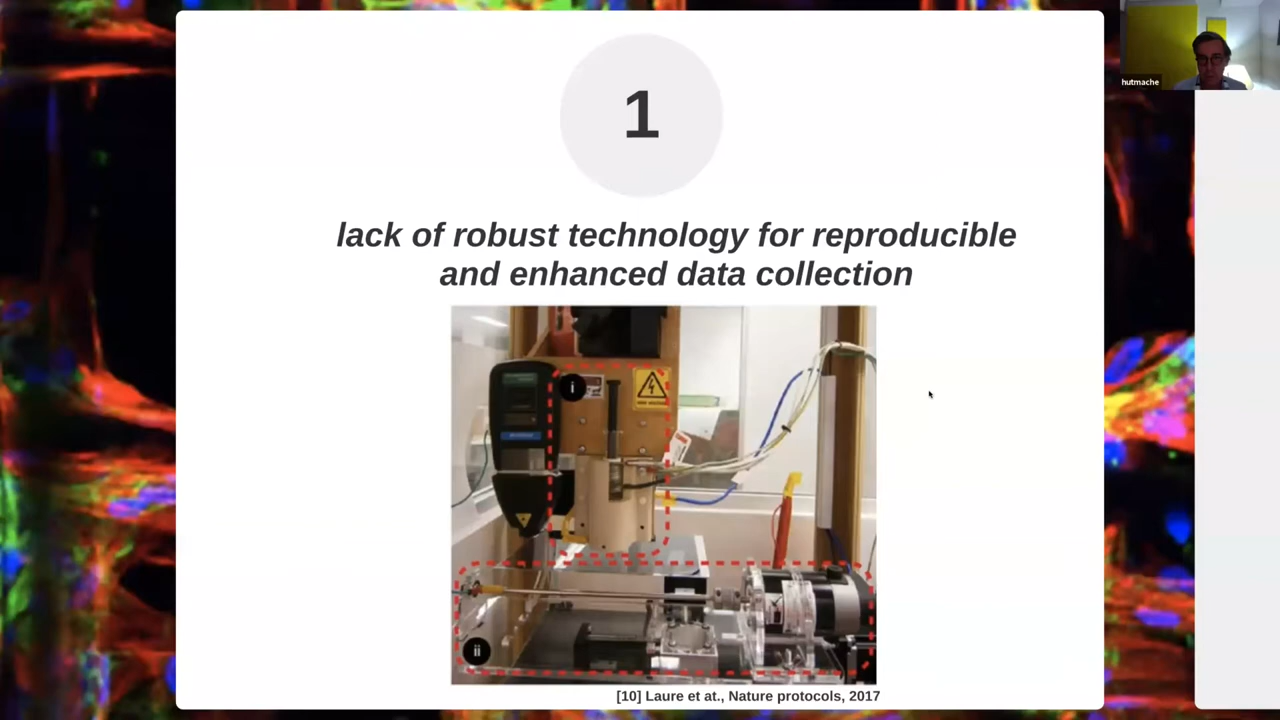 1
hutmache
lack of robust technology for reproducible
and enhanced data collection
i
ii
[10] Laure et at., Nature protocols, 2017